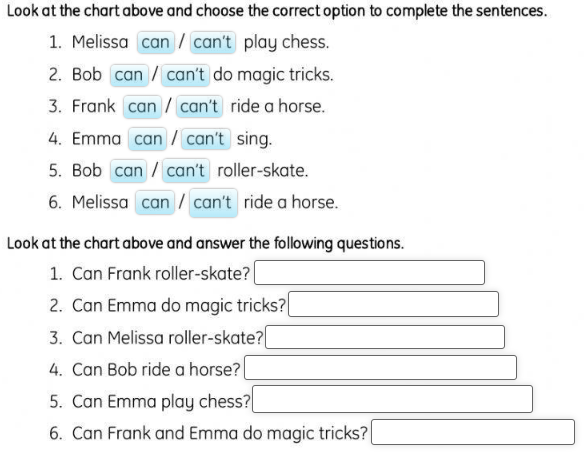 Look at the chart above and choose the correct option to complete the sentences.
1. Melissa can / can't play chess.
2. Bob can / can't do magic tricks.
3. Frank can / can't ride a horse.
4. Emma can / can't sing.
5. Bob can / can't roller-skate.
6. Melissa can / can't ride a horse.
Look at the chart above and answer the following questions.
1. Can Frank roller-skate?
2. Can Emma do magic tricks?
3. Can Melissa roller-skate?
4. Can Bob ride a horse?
5. Can Emma play chess?
6. Can Frank and Emma do magic tricks?